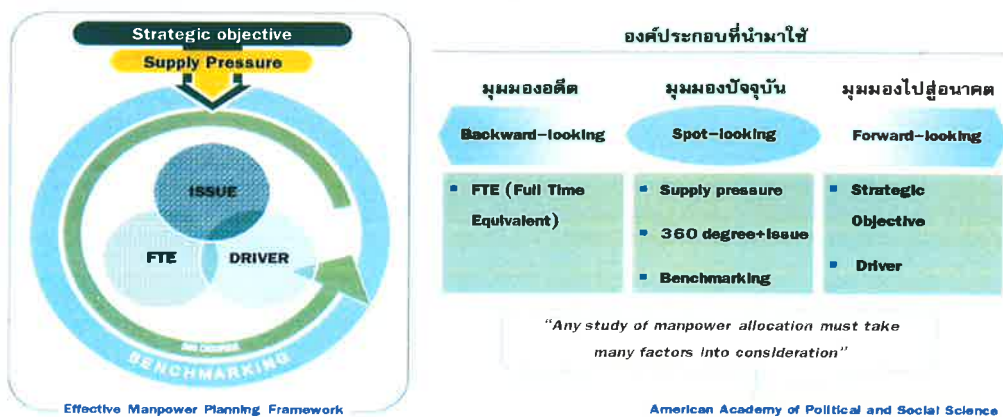 Strategic objective
Supply Pressure
ISSUE
FTE
DRIVER
360 DEGREE
BENCHMARKING
Effective Manpower Planning Framework
องค์ประกอบที่นำมาใช้
มุมมองอดีต
มุมมองปัจจุบัน
มุมมองไปสู่อนาคต
Backward-looking
Spot-looking
Forward-looking
▪ FTE (Full Time
Equivalent)
▪ Supply pressure
▪ 360 degree+issue
▪ Benchmarking
▪ Strategic
Objective
▪ Driver
"Any study of manpower allocation must take
many factors into consideration"
American Academy of Political and Social Science